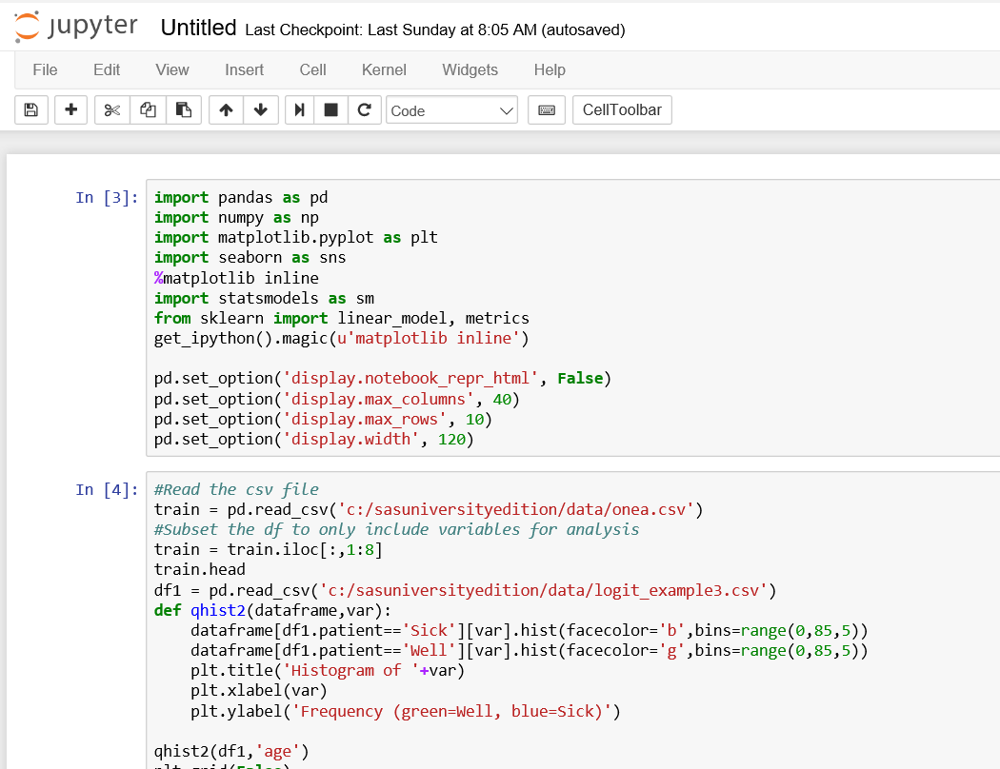 jupyter Untitled Last Checkpoint: Last Sunday at 8:05 AM (autosaved)
File Edit View Insert Cell Kernel Widgets Help
Code CellToolbar
In [3]: import pandas as pd
import numpy as np
import matplotlib.pyplot as plt
import seaborn as sns
%matplotlib inline
import statsmodels as sm
from sklearn import linear_model, metrics
get_ipython().magic(u'matplotlib inline')
pd.set_option('display.notebook_repr_html', False)
pd.set_option('display.max_columns', 40)
pd.set_option('display.max_rows', 10)
pd.set_option('display.width', 120)
In [4]: #Read the csv file
train = pd.read_csv('c:/sasuniversityedition/data/onea.csv')
#Subset the df to only include variables for analysis
train = train.iloc[:,1:8]
train.head
df1 = pd.read_csv('c:/sasuniversityedition/data/logit_example3.csv')
def qhist2(dataframe,var):
    dataframe[df1.patient=='Sick'][var].hist(facecolor='b',bins=range(0,85,5))
    dataframe[df1.patient=='Well'][var].hist(facecolor='g',bins=range(0,85,5))
    plt.title('Histogram of '+var)
    plt.xlabel(var)
    plt.ylabel('Frequency (green=Well, blue=Sick)')
qhist2(df1,'age')
plt.grid(False)